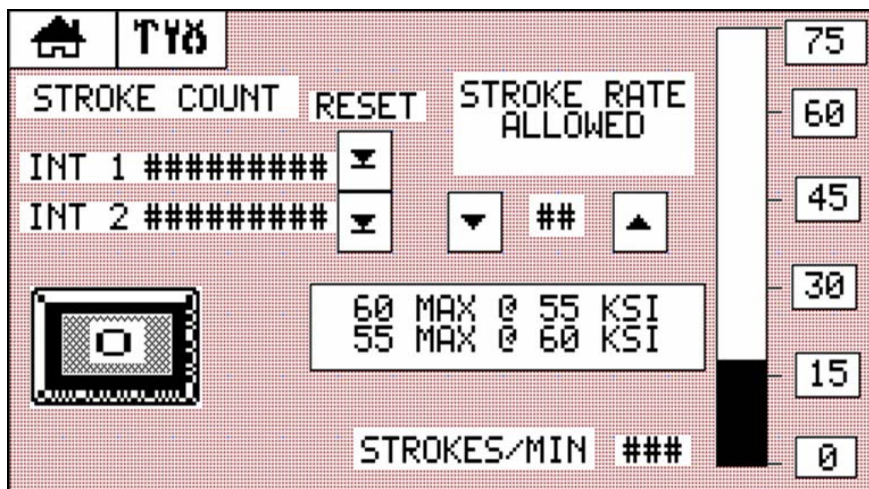 STROKE COUNT
RESET
STROKE RATE
ALLOWED
INT 1 #########
INT 2 #########
##
60 MAX @ 55 KSI
55 MAX @ 60 KSI
STROKES/MIN ###
75
60
45
30
15
0